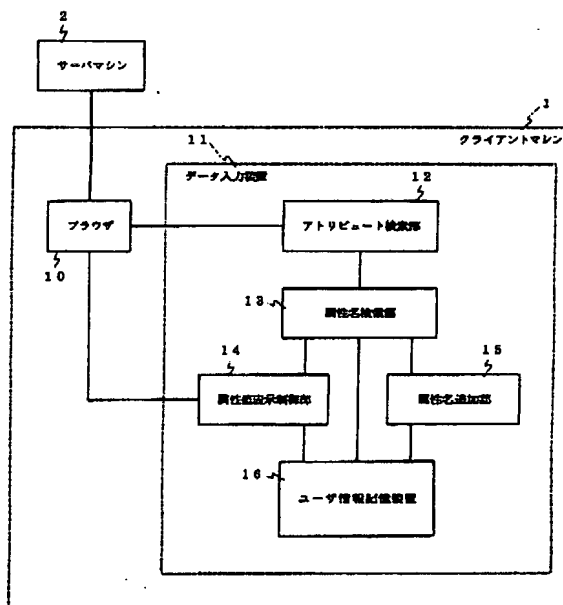 2
サーバマシン
1
クライアントマシン
11
データ入力装置
12
ブラウザ
アトリビュート検索部
10
13
属性名検索部
14
15
属性値表示制御部
属性名追加部
16
ユーザ情報記憶装置